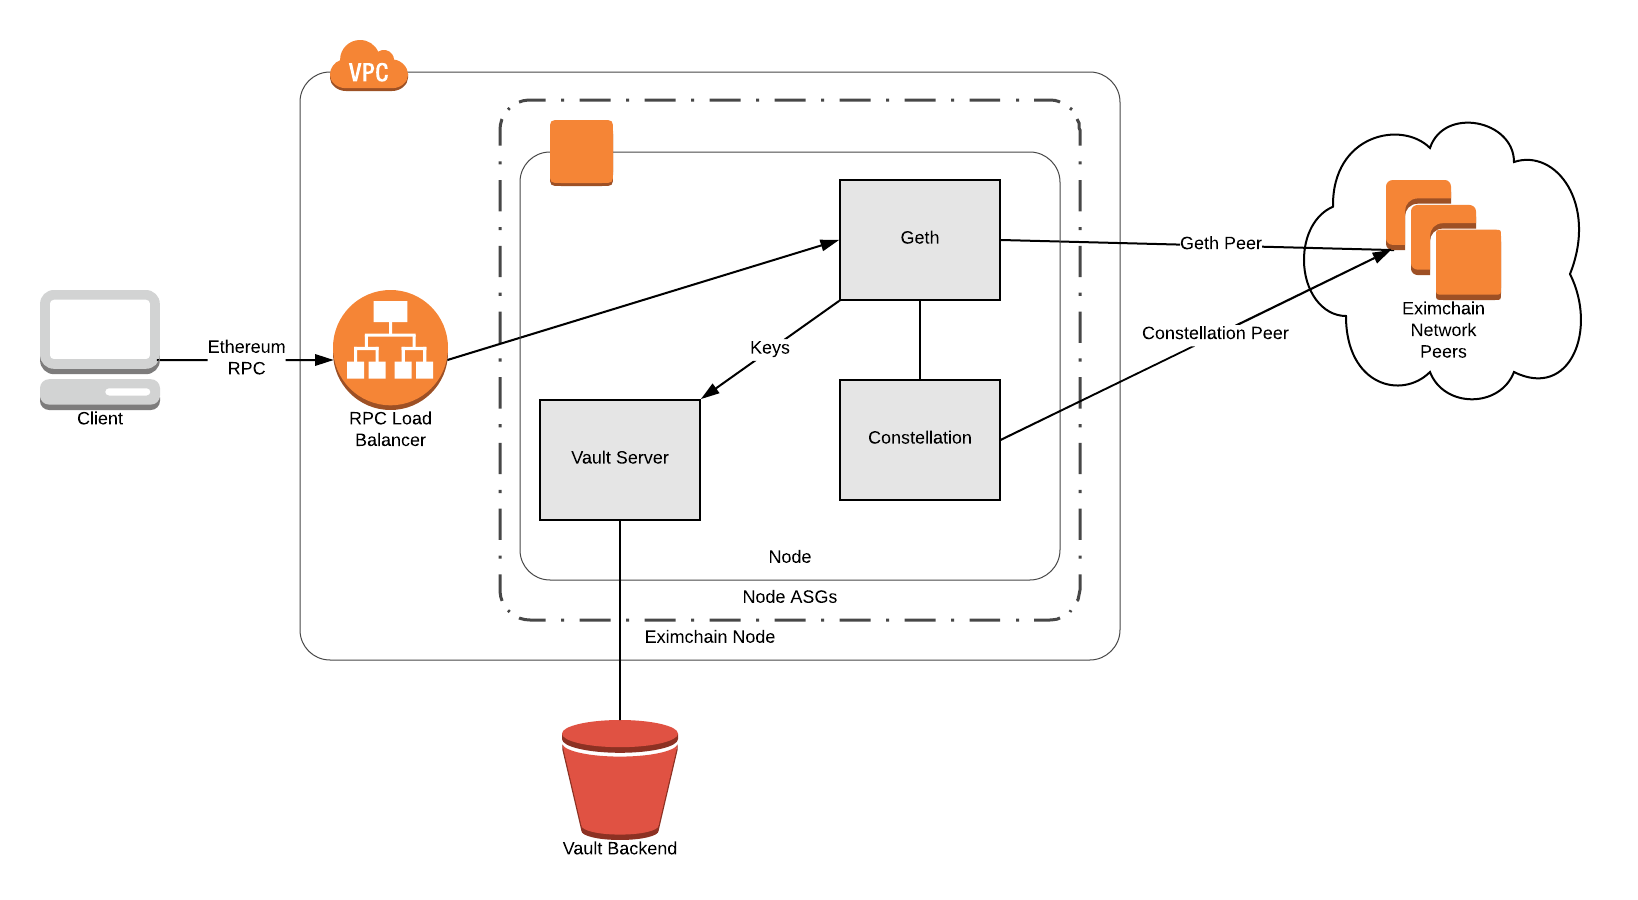 VPC
Geth
Geth Peer
Eximchain
Network
Peers
Ethereum
RPC
Client
RPC Load
Balancer
Keys
Constellation Peer
Vault Server
Constellation
Node
Node ASGs
Eximchain Node
Vault Backend